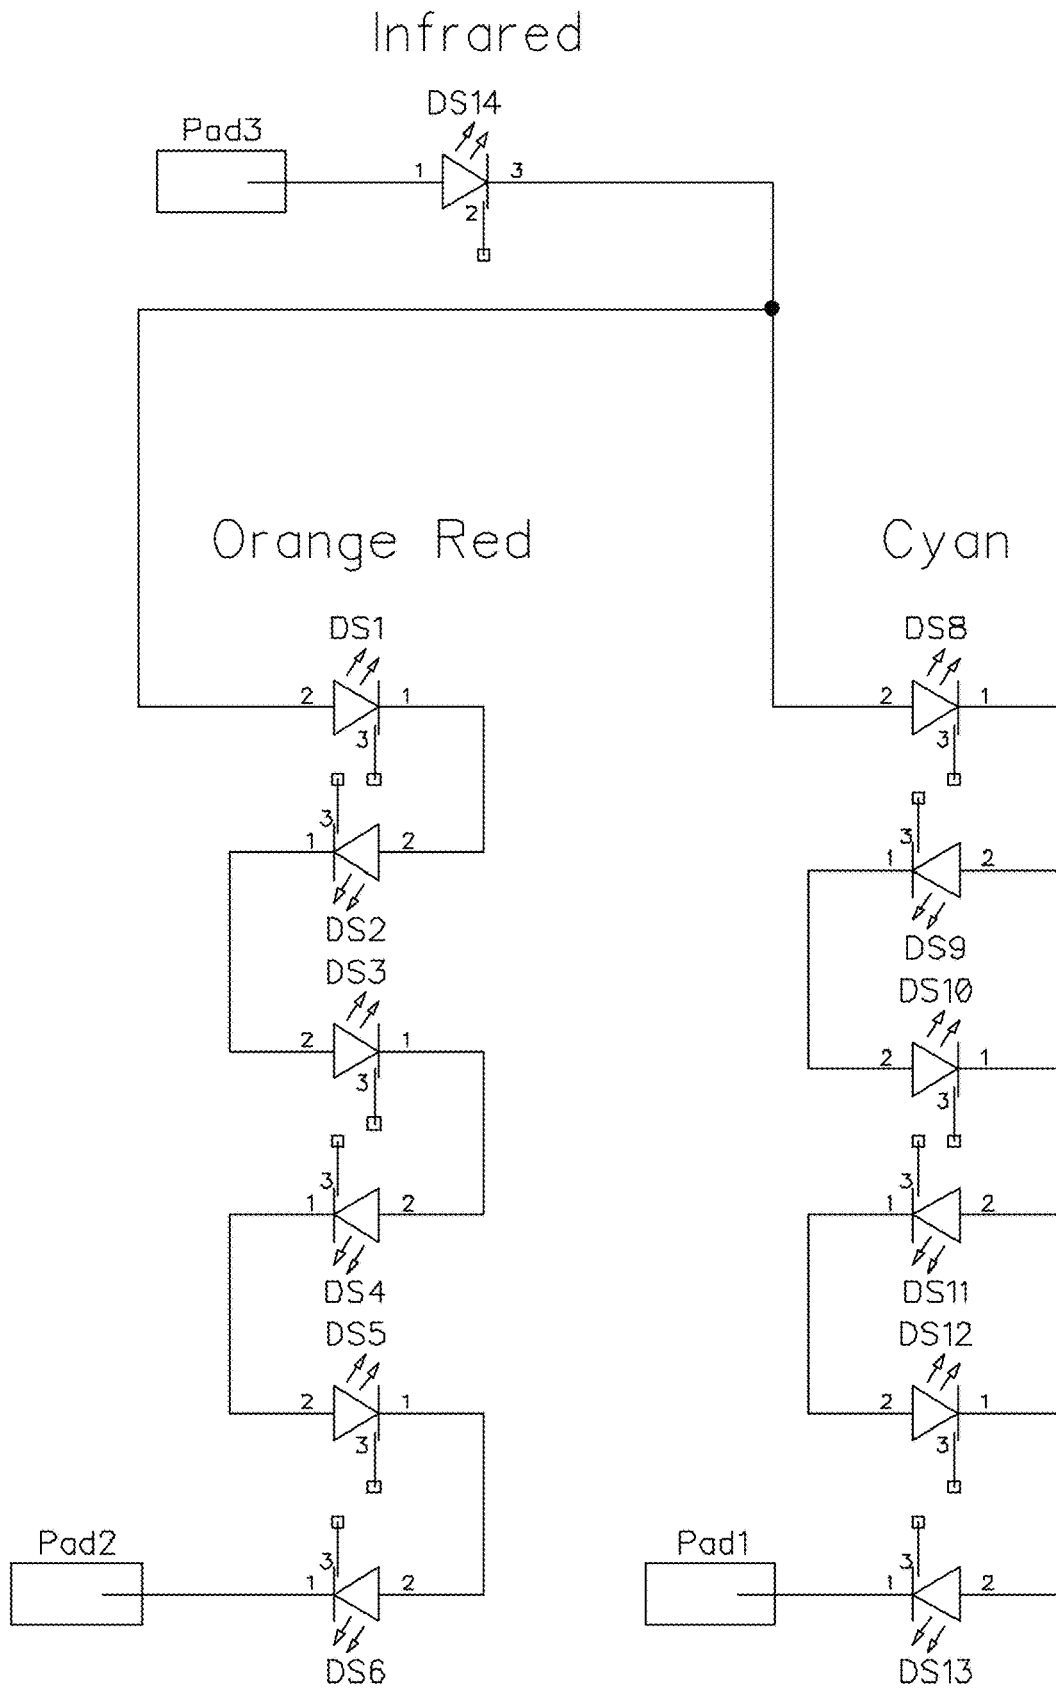 Infrared
DS14
Pad3
1 3
2
Orange Red Cyan
DS1 DS8
2 1 2 1
3 3
3 3
1 2 1 2
DS2 DS9
DS3 DS10
2 1 2 1
3 3
3 3
1 2 1 2
DS4 DS11
DS5 DS12
2 1 2 1
3 3
Pad2 Pad1
3 3
1 2 1 2
DS6 DS13